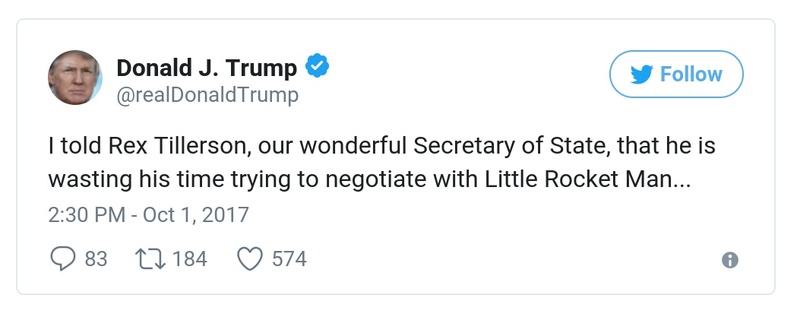 Donald J. Trump
Follow
@realDonaldTrump
I told Rex Tillerson, our wonderful Secretary of State, that he is
wasting his time trying to negotiate with Little Rocket Man...
2:30 PM - Oct 1, 2017
83 184 574